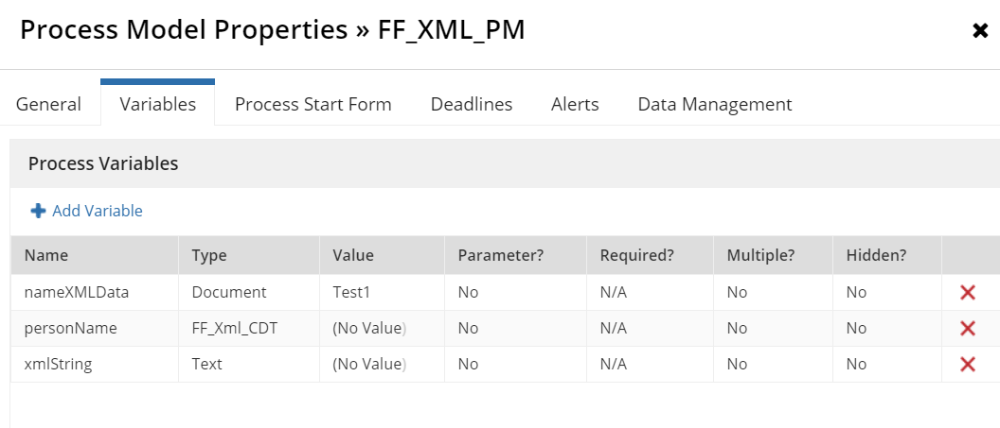 Process Model Properties » FF_XML_PM
General Variables Process Start Form Deadlines Alerts Data Management
Process Variables
Add Variable
Name Type Value Parameter? Required? Multiple? Hidden?
nameXMLData Document Test1 No N/A No No
personName FF_Xml_CDT (No Value) No N/A No No
xmlString Text (No Value) No N/A No No